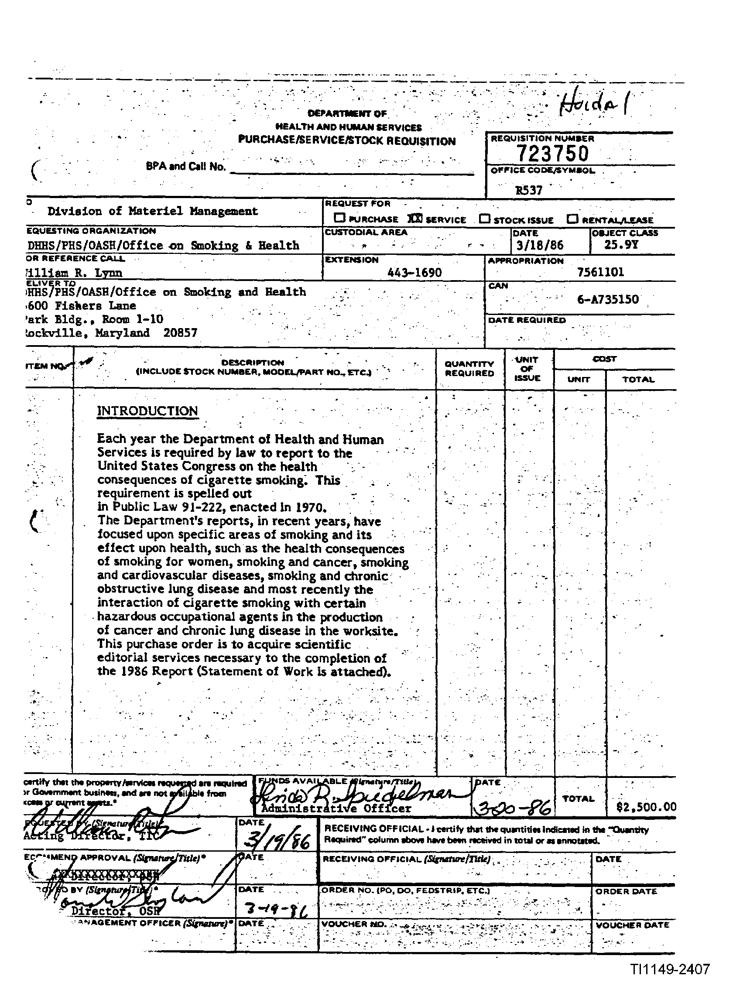 Hoidal
DEPARTMENT OF
HEALTH AND HUMAN SERVICES
PURCHASE/SERVICE/STOCK REQUISITION
REQUISITION NUMBER
723750
BPA and Call No.
OFFICE CODE/SYMBOL
R537
Division of Materiel Management
REQUEST FOR
PURCHASE XX SERVICE STOCK ISSUE RENTAL/LEASE
EQUESTING ORGANIZATION
CUSTODIAL AREA
DATE
OBJECT CLASS
DHHS/PHS/OASH/Office on Smoking & Health
3/18/86
25.9Y
OR REFERENCE CALL
EXTENSION
APPROPRIATION
illiam R. Lynn
443-1690
7561101
ELIVER TO
CAN
HHS/PHS/OASH/Office on Smoking and Health
6-A735150
600 Fishers Lane
ark Bldg., Room 1-10
DATE REQUIRED
ockville, Maryland 20857
ITEM NO.
DESCRIPTION
(INCLUDE STOCK NUMBER, MODEL/PART NO., ETC.)
QUANTITY
REQUIRED
UNIT
OF
ISSUE
COST
UNIT
TOTAL
INTRODUCTION
Each year the Department of Health and Human
Services is required by law to report to the
United States Congress on the health
consequences of cigarette smoking. This
requirement is spelled out
in Public Law 91-222, enacted in 1970.
The Department's reports, in recent years, have
focused upon specific areas of smoking and its
effect upon health, such as the health consequences
of smoking for women, smoking and cancer, smoking
and cardiovascular diseases, smoking and chronic
obstructive lung disease and most recently the
interaction of cigarette smoking with certain
hazardous occupational agents in the production
of cancer and chronic lung disease in the worksite.
This purchase order is to acquire scientific
editorial services necessary to the completion of
the 1986 Report (Statement of Work is attached).
certify that the property/services requested are required
or Government business, and are not available from
xcess or current assets.*
FUNDS AVAILABLE (Signature/Title)
Administrative Officer
DATE
3-20-86
TOTAL
$2,500.00
(Signature/Title)
Acting Director, TIC
DATE
3/19/86
RECEIVING OFFICIAL - I certify that the quantities indicated in the "Quantity
Required" column above have been received in total or as annotated.
RECOMMEND APPROVAL (Signature/Title)*
DATE
RECEIVING OFFICIAL (Signature/Title)
DATE
BY (Signature/Title)
Director, OSH
DATE
3-19-86
ORDER NO. (PO, DO, FEDSTRIP, ETC.)
ORDER DATE
ANAGEMENT OFFICER (Signature)*
DATE
VOUCHER NO.
VOUCHER DATE
TI1149-2407